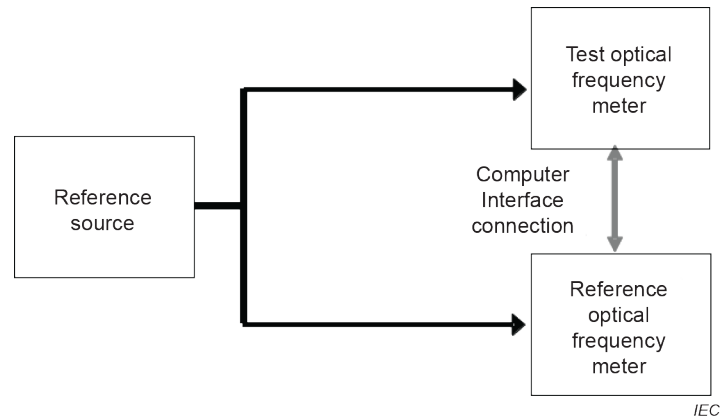 Test optical
frequency
meter
Reference
source
Computer
Interface
connection
Reference
optical
frequency
meter
IEC